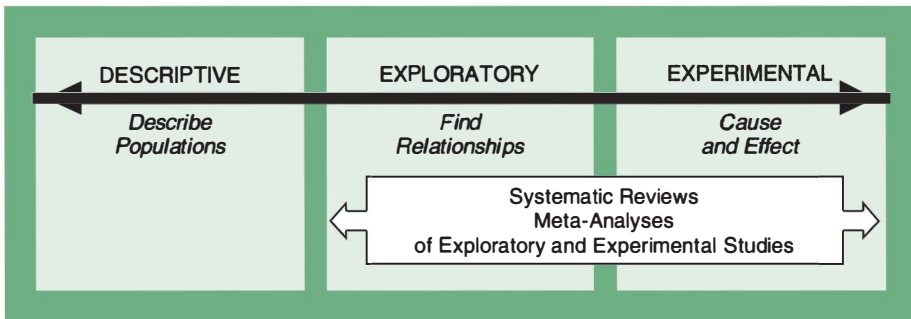 DESCRIPTIVE
Describe
Populations
EXPLORATORY
Find
Relationships
EXPERIMENTAL
Cause
and Effect
Systematic Reviews
Meta-Analyses
of Exploratory and Experimental Studies